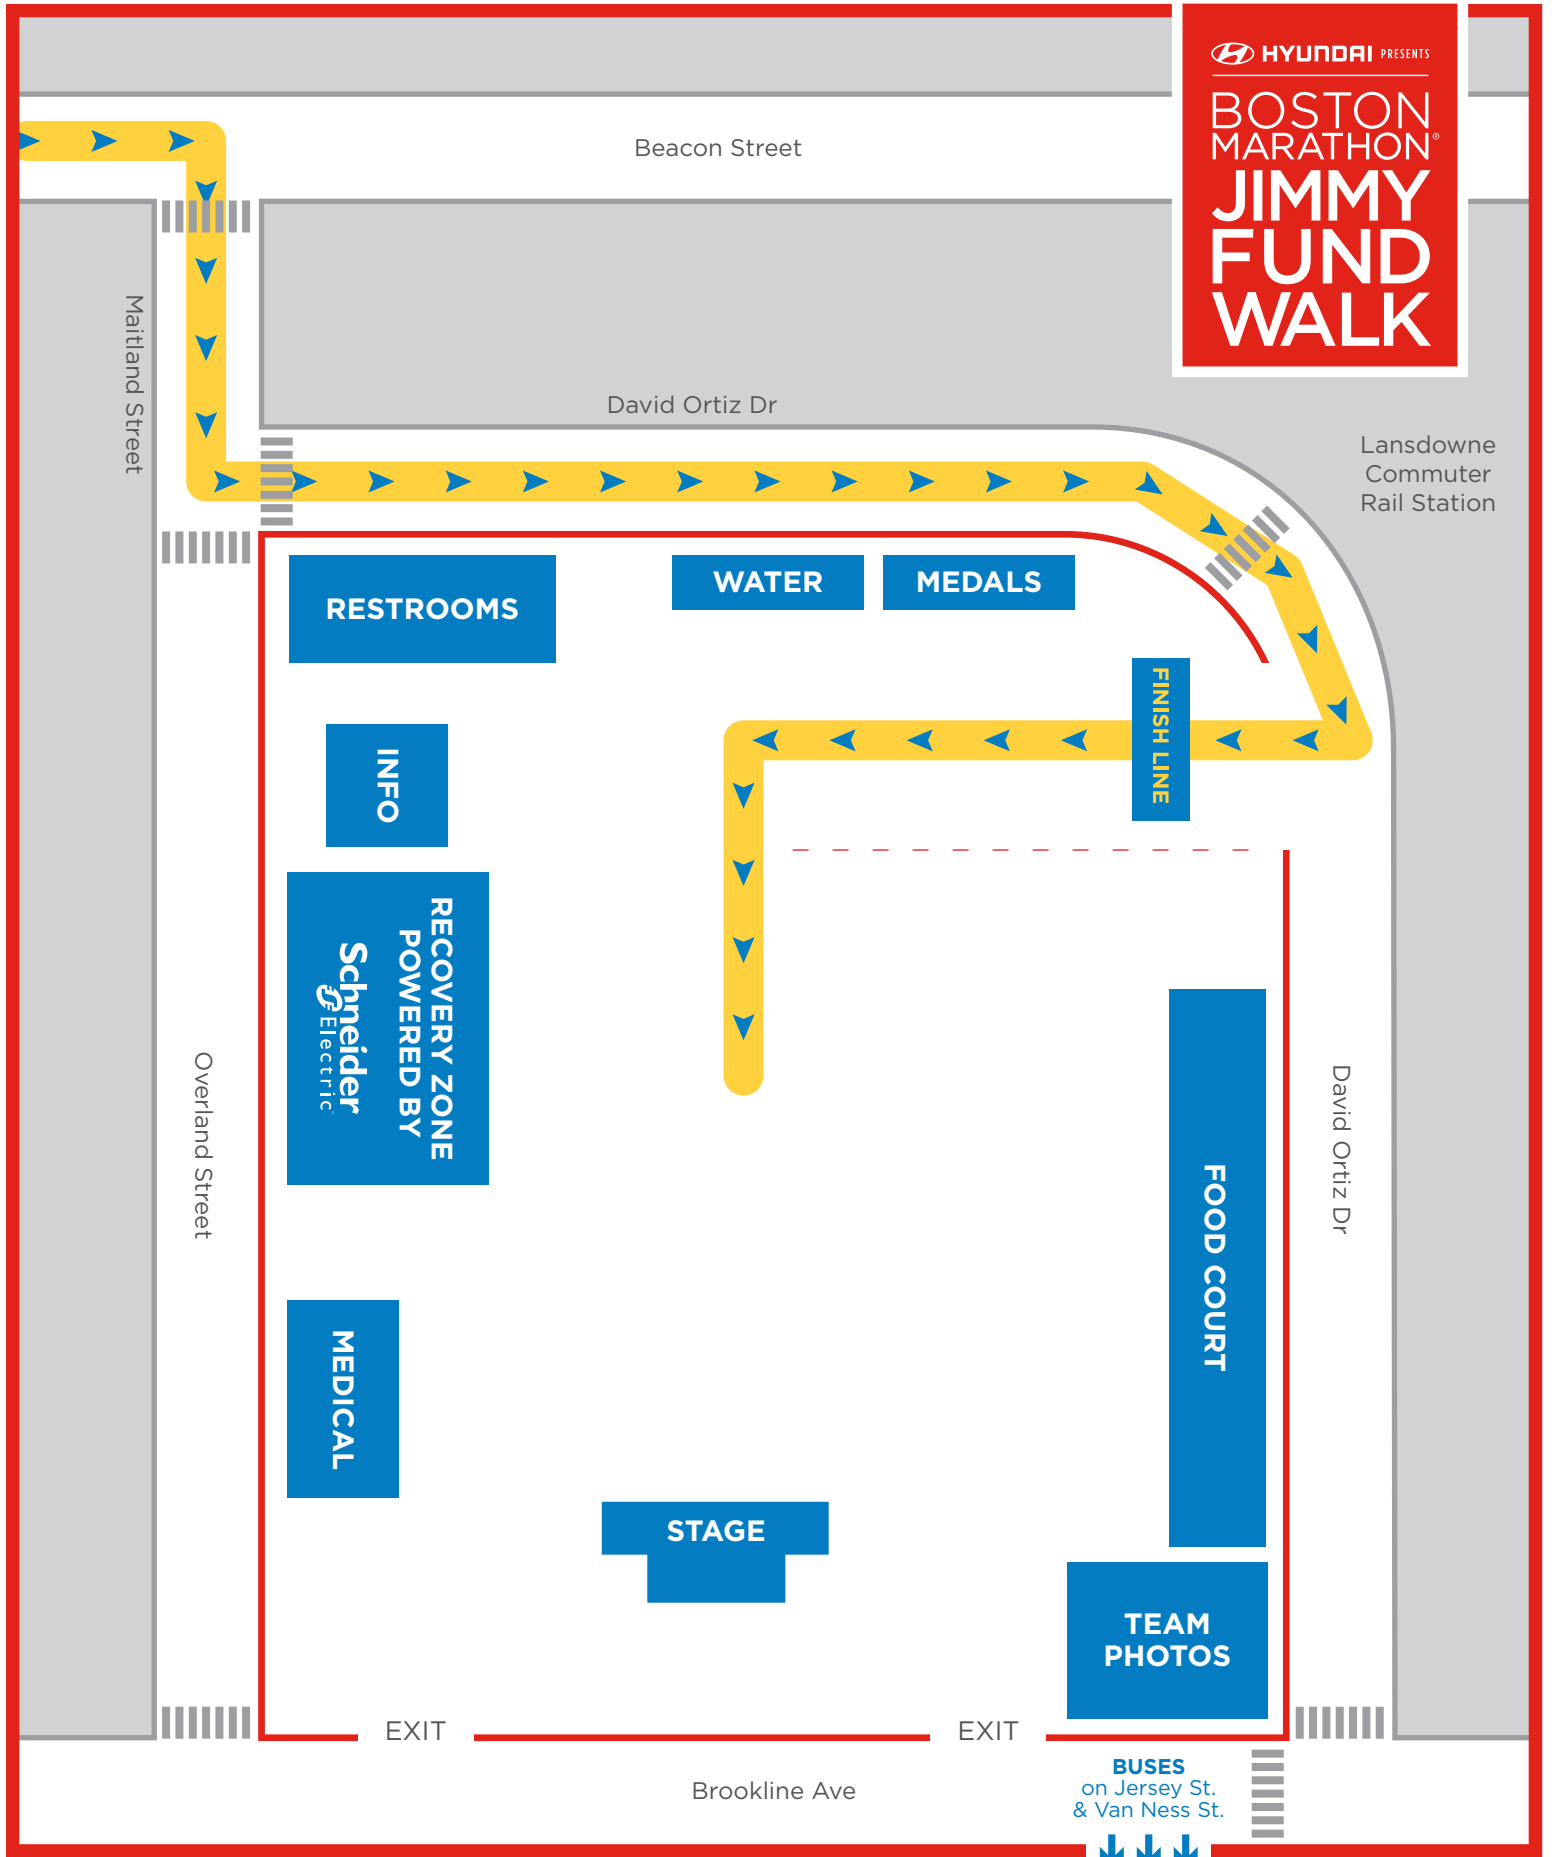 HYUNDAI PRESENTS
BOSTON
MARATHON®
JIMMY
FUND
WALK
Beacon Street
Maitland Street
David Ortiz Dr
Lansdowne
Commuter
Rail Station
RESTROOMS
WATER
MEDALS
FINISH LINE
INFO
RECOVERY ZONE
POWERED BY
Schneider
Electric
Overland Street
David Ortiz Dr
FOOD COURT
MEDICAL
STAGE
TEAM
PHOTOS
EXIT
EXIT
Brookline Ave
BUSES
on Jersey St.
& Van Ness St.